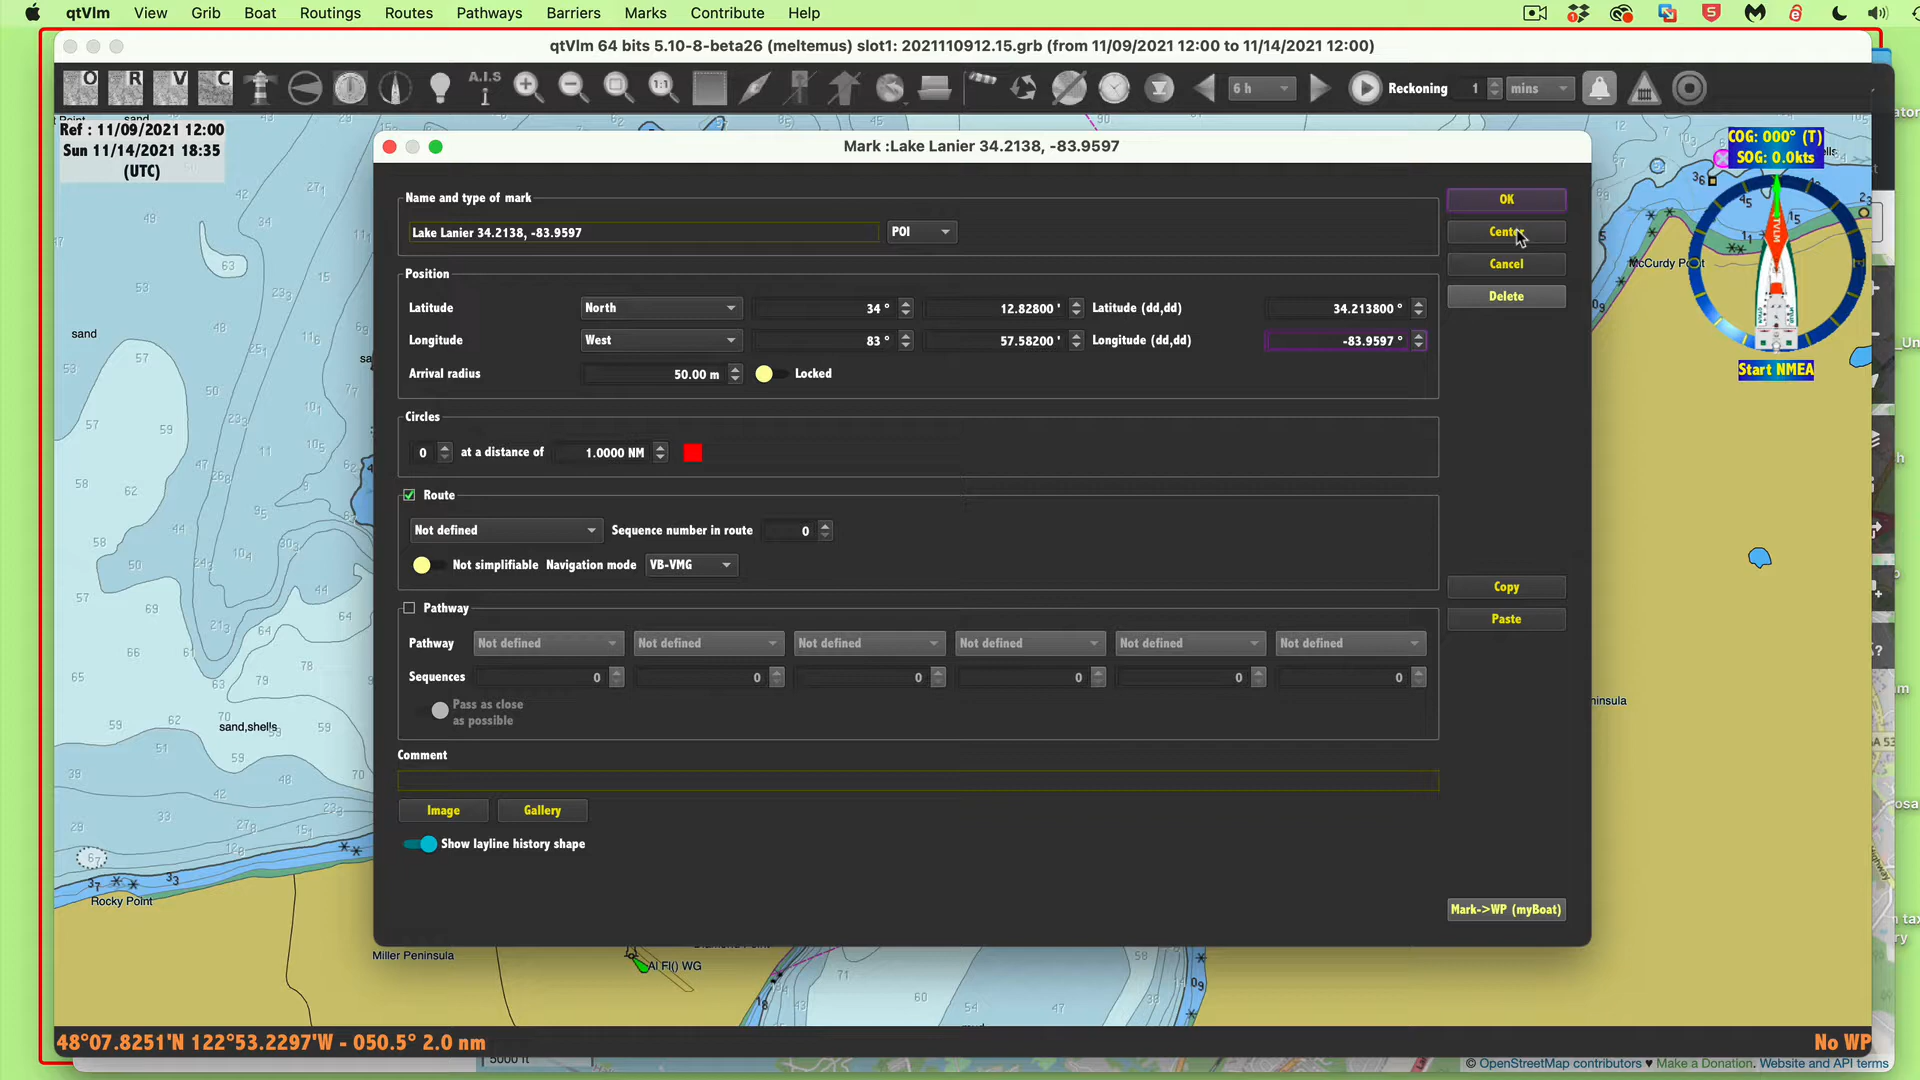 qtVlm View Grib Boat Routings Routes Pathways Barriers Marks Contribute Help
qtVlm 64 bits 5.10-8-beta26 (meltemus) slot1: 2021110912.15.grb (from 11/09/2021 12:00 to 11/14/2021 12:00)
O R V C A.I.S 1:1 6 h Reckoning 1 mins
Ref : 11/09/2021 12:00
Sun 11/14/2021 18:35
(UTC)
COG: 000° (T)
SOG: 0.0kts
Start NMEA
Mark :Lake Lanier 34.2138, -83.9597
Name and type of mark
Lake Lanier 34.2138, -83.9597 POI
OK
Center
Cancel
Delete
Position
Latitude North 34 ° 12.82800 ' Latitude (dd,dd) 34.213800 °
Longitude West 83 ° 57.58200 ' Longitude (dd,dd) -83.9597 °
Arrival radius 50.00 m Locked
Circles
0 at a distance of 1.0000 NM
Route
Not defined Sequence number in route 0
Not simplifiable Navigation mode VB-VMG
Copy
Paste
Pathway
Pathway Not defined Not defined Not defined Not defined Not defined Not defined
Sequences 0 0 0 0 0 0
Pass as close
as possible
Comment
Image Gallery
Show layline history shape
Mark->WP (myBoat)
sand
McCurdy Point
sand
sand,shells
Rocky Point
Miller Peninsula
Al Fl() WG
48°07.8251'N 122°53.2297'W - 050.5° 2.0 nm
No WP
5000 ft
© OpenStreetMap contributors ♥ Make a Donation. Website and API terms